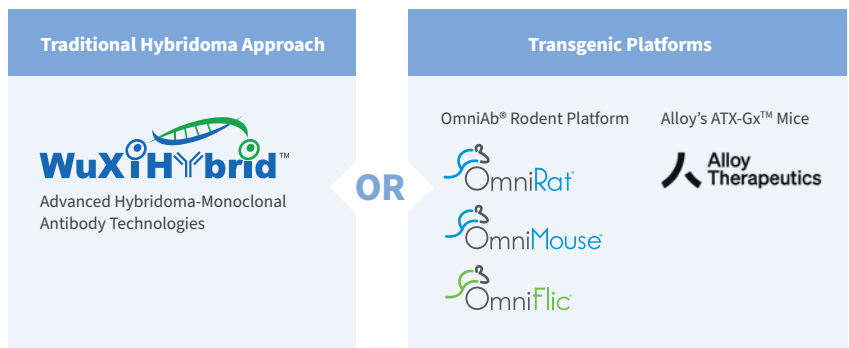 Traditional Hybridoma Approach
WuXiHybrid™
Advanced Hybridoma-Monoclonal
Antibody Technologies
OR
Transgenic Platforms
OmniAb® Rodent Platform
OmniRat®
OmniMouse®
OmniFlic®
Alloy's ATX-Gx™ Mice
Alloy
Therapeutics